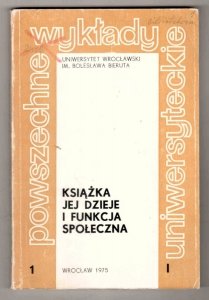 wykłady
powszechne
uniwersyteckie
UNIWERSYTET WROCŁAWSKI
IM. BOLESŁAWA BIERUTA
KSIĄŻKA
JEJ DZIEJE
I FUNKCJA
SPOŁECZNA
1
I
WROCŁAW 1975